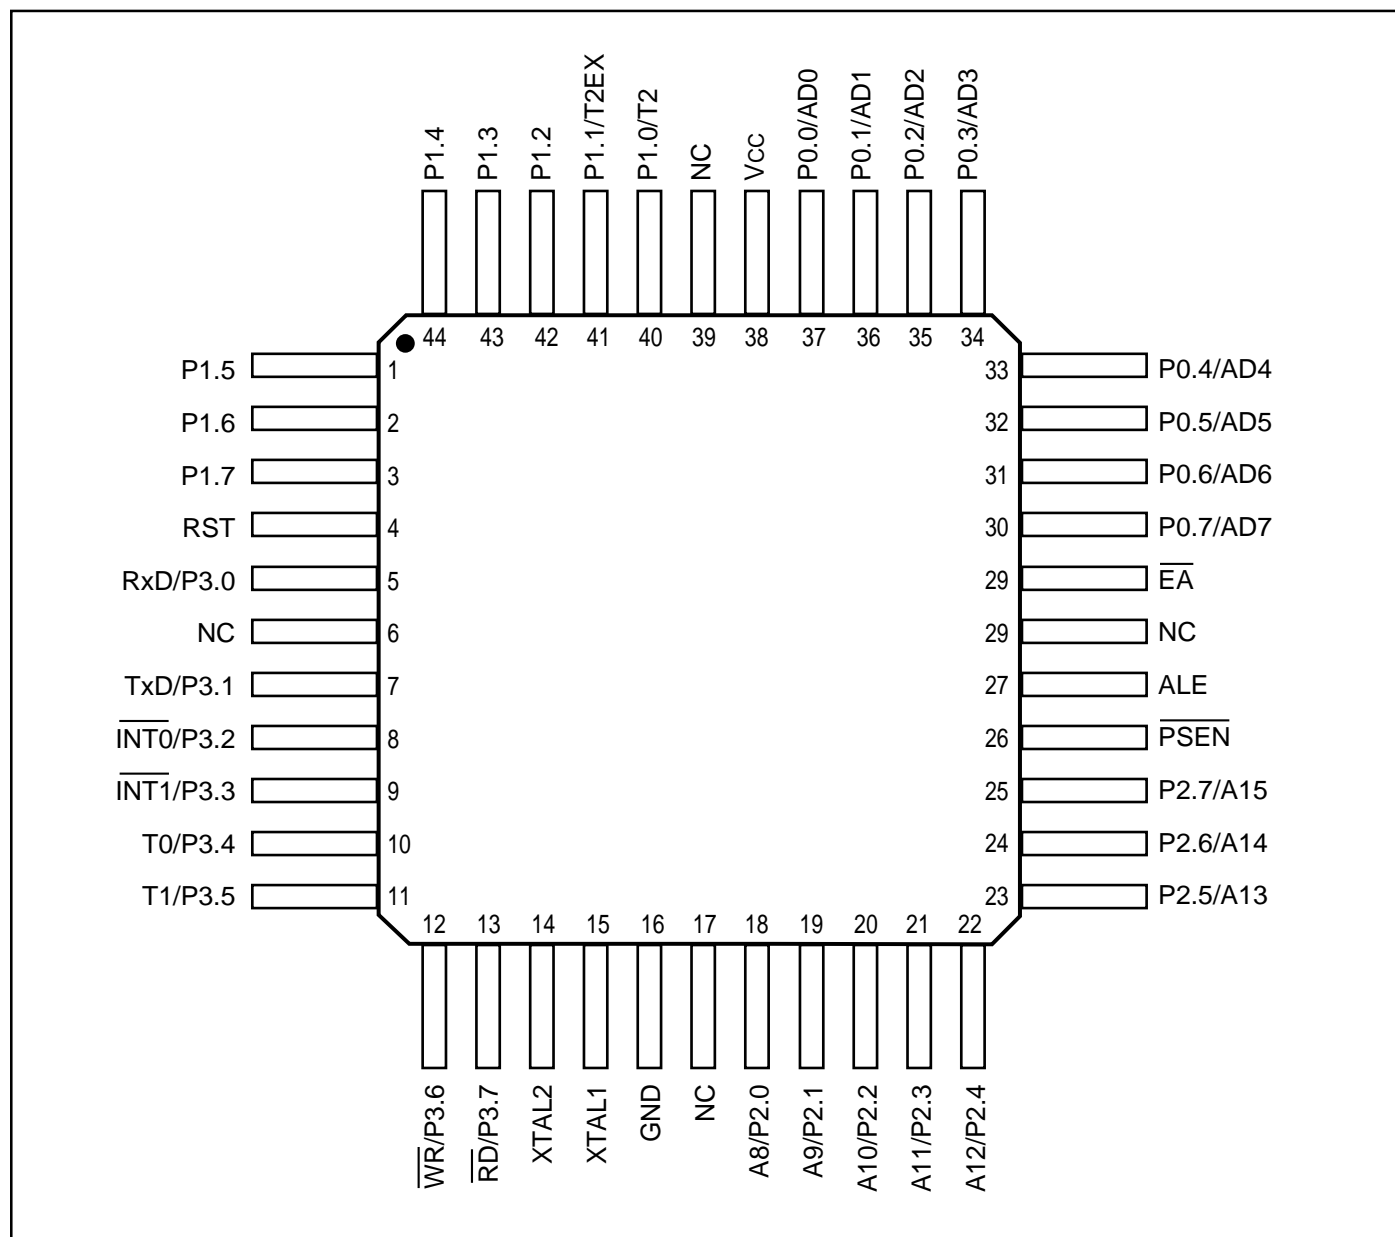 P1.4
P1.3
P1.2
P1.1/T2EX
P1.0/T2
NC
VCC
P0.0/AD0
P0.1/AD1
P0.2/AD2
P0.3/AD3
44 43 42 41 40 39 38 37 36 35 34
P1.5 1
P1.6 2
P1.7 3
RST 4
RxD/P3.0 5
NC 6
TxD/P3.1 7
I̅N̅T̅0̅/P3.2 8
I̅N̅T̅1̅/P3.3 9
T0/P3.4 10
T1/P3.5 11
33 P0.4/AD4
32 P0.5/AD5
31 P0.6/AD6
30 P0.7/AD7
29 E̅A̅
29 NC
27 ALE
26 P̅S̅E̅N̅
25 P2.7/A15
24 P2.6/A14
23 P2.5/A13
12 13 14 15 16 17 18 19 20 21 22
W̅R̅/P3.6
R̅D̅/P3.7
XTAL2
XTAL1
GND
NC
A8/P2.0
A9/P2.1
A10/P2.2
A11/P2.3
A12/P2.4